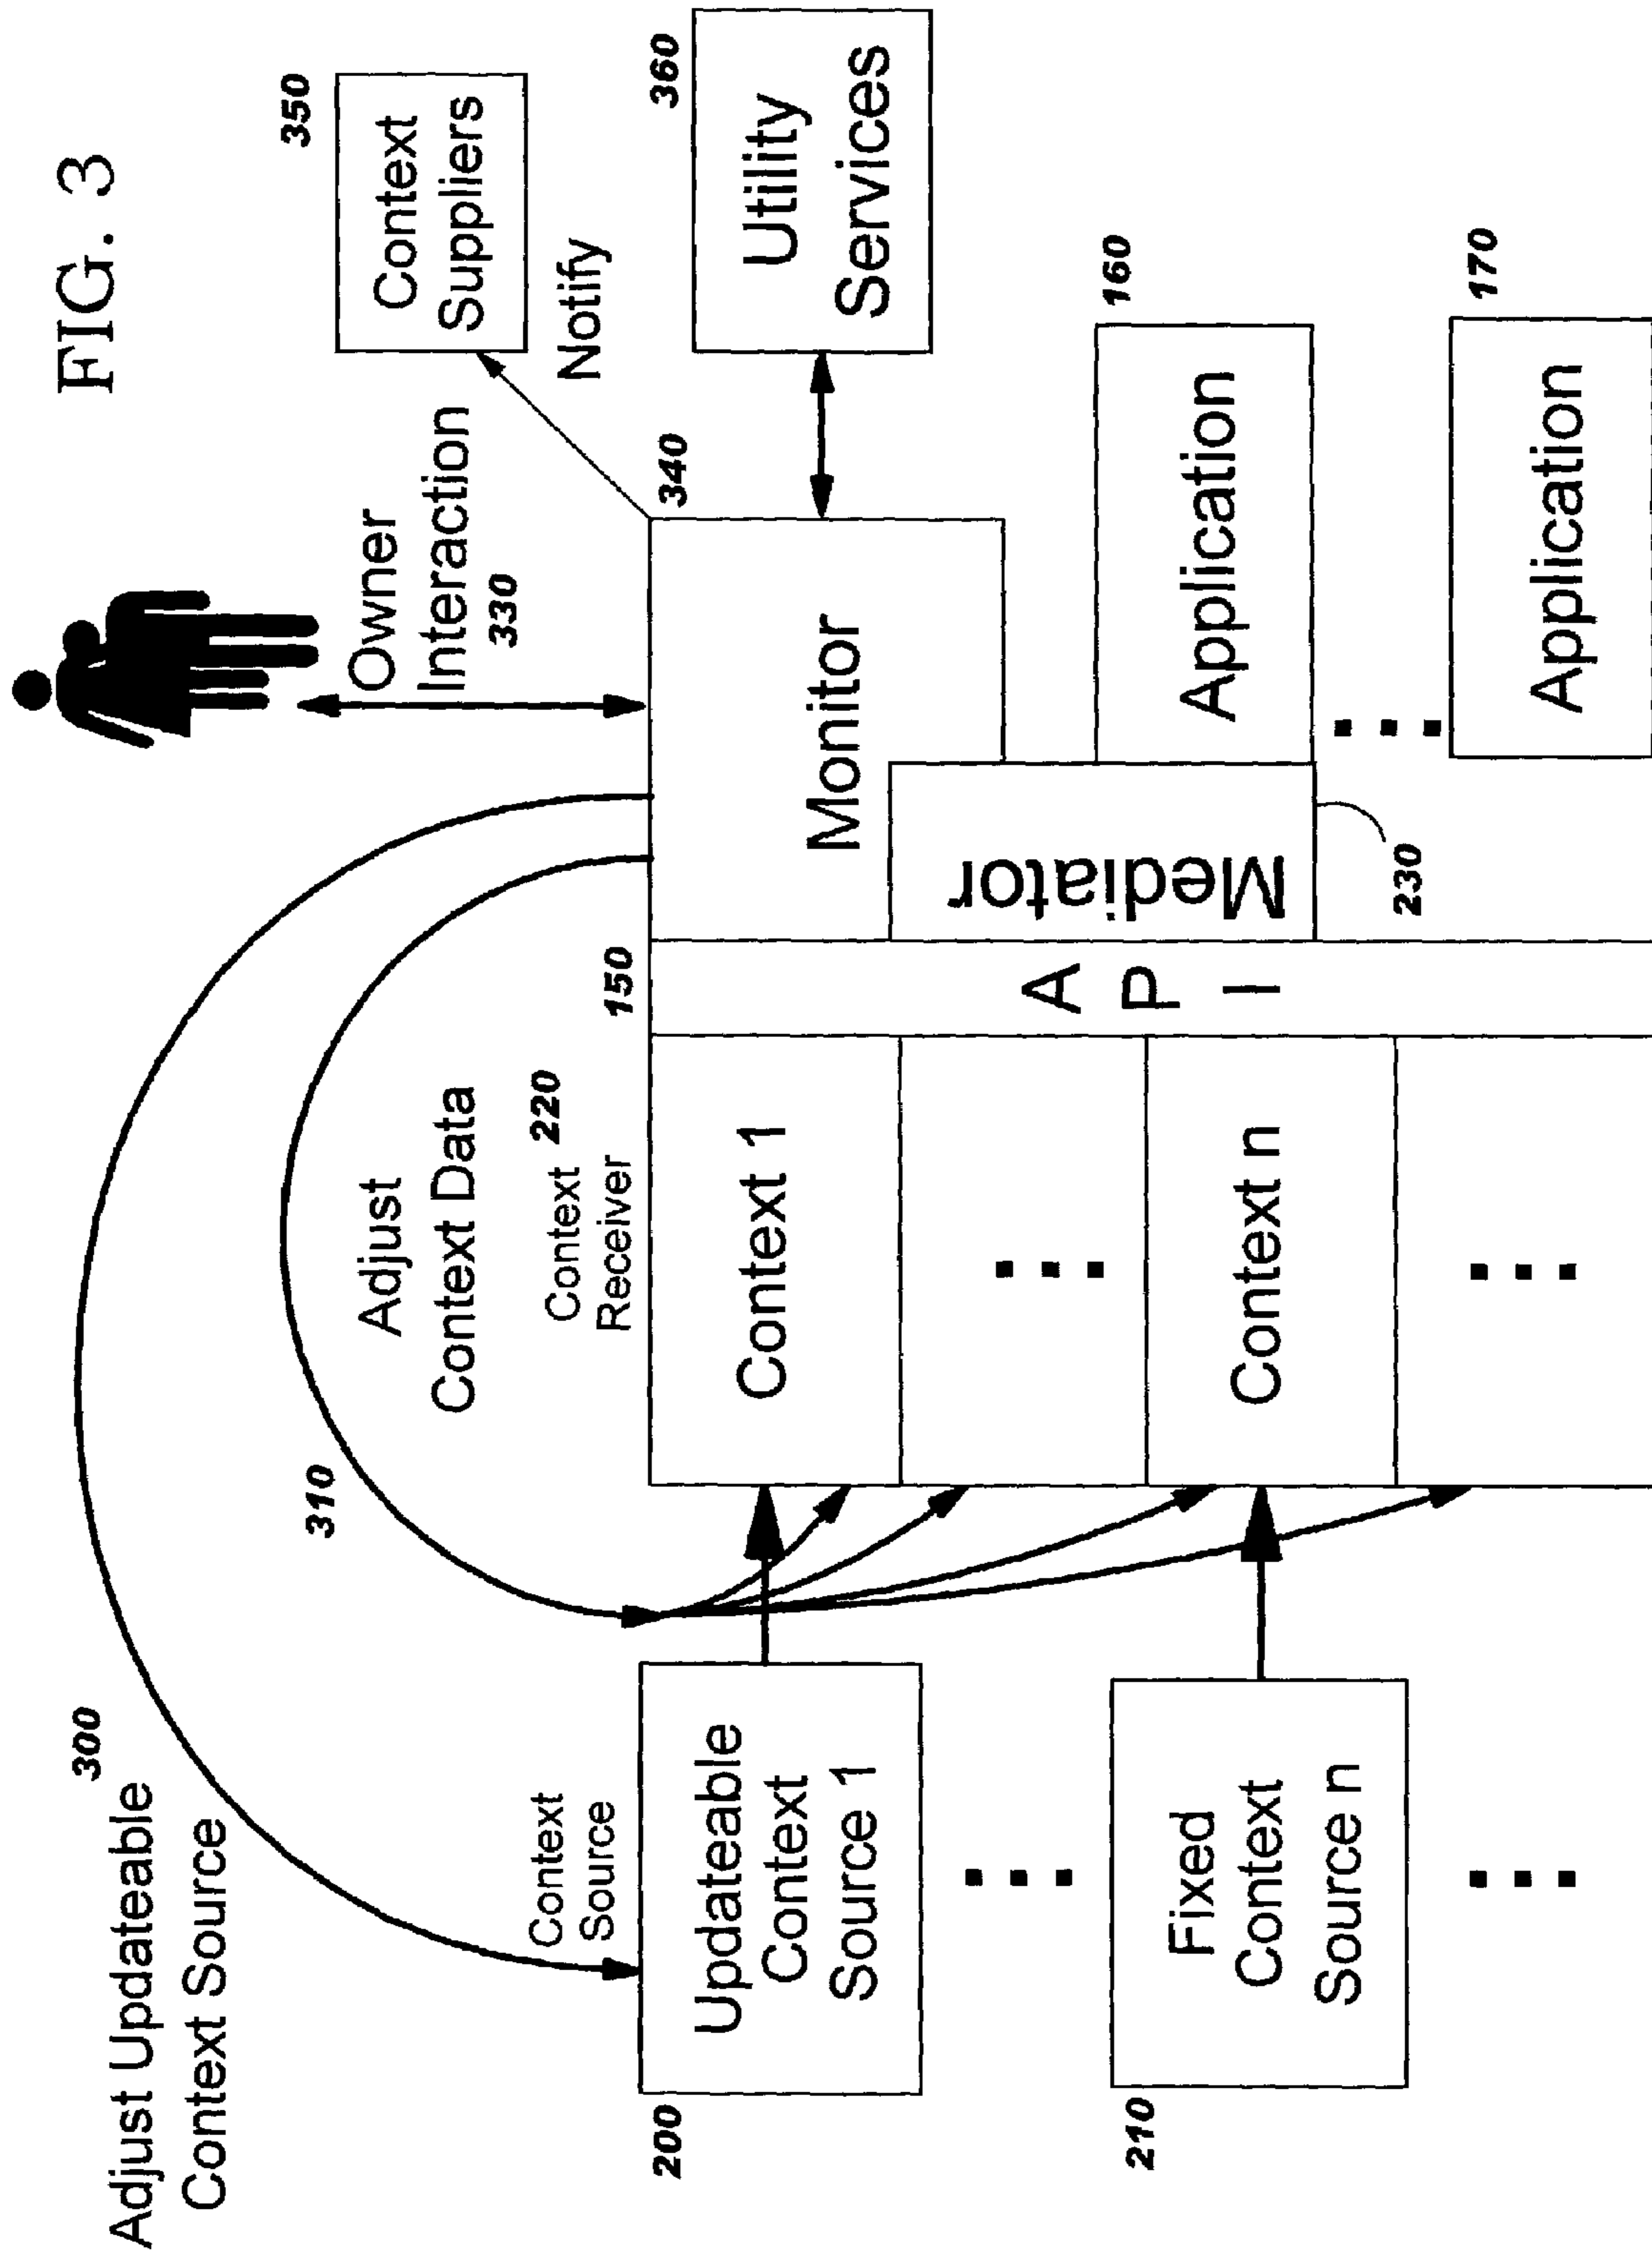 FIG. 3
300
Adjust Updateable
Context Source
310
Adjust
Context Data
Owner
Interaction
330
350
Context
Suppliers
Notify
Context
Source
Context 220
Receiver
150
340
360
200
Updateable
Context
Source 1
Context 1
Monitor
Utility
Services
Mediator
A
P
I
230
160
Application
210
Fixed
Context
Source n
Context n
170
Application